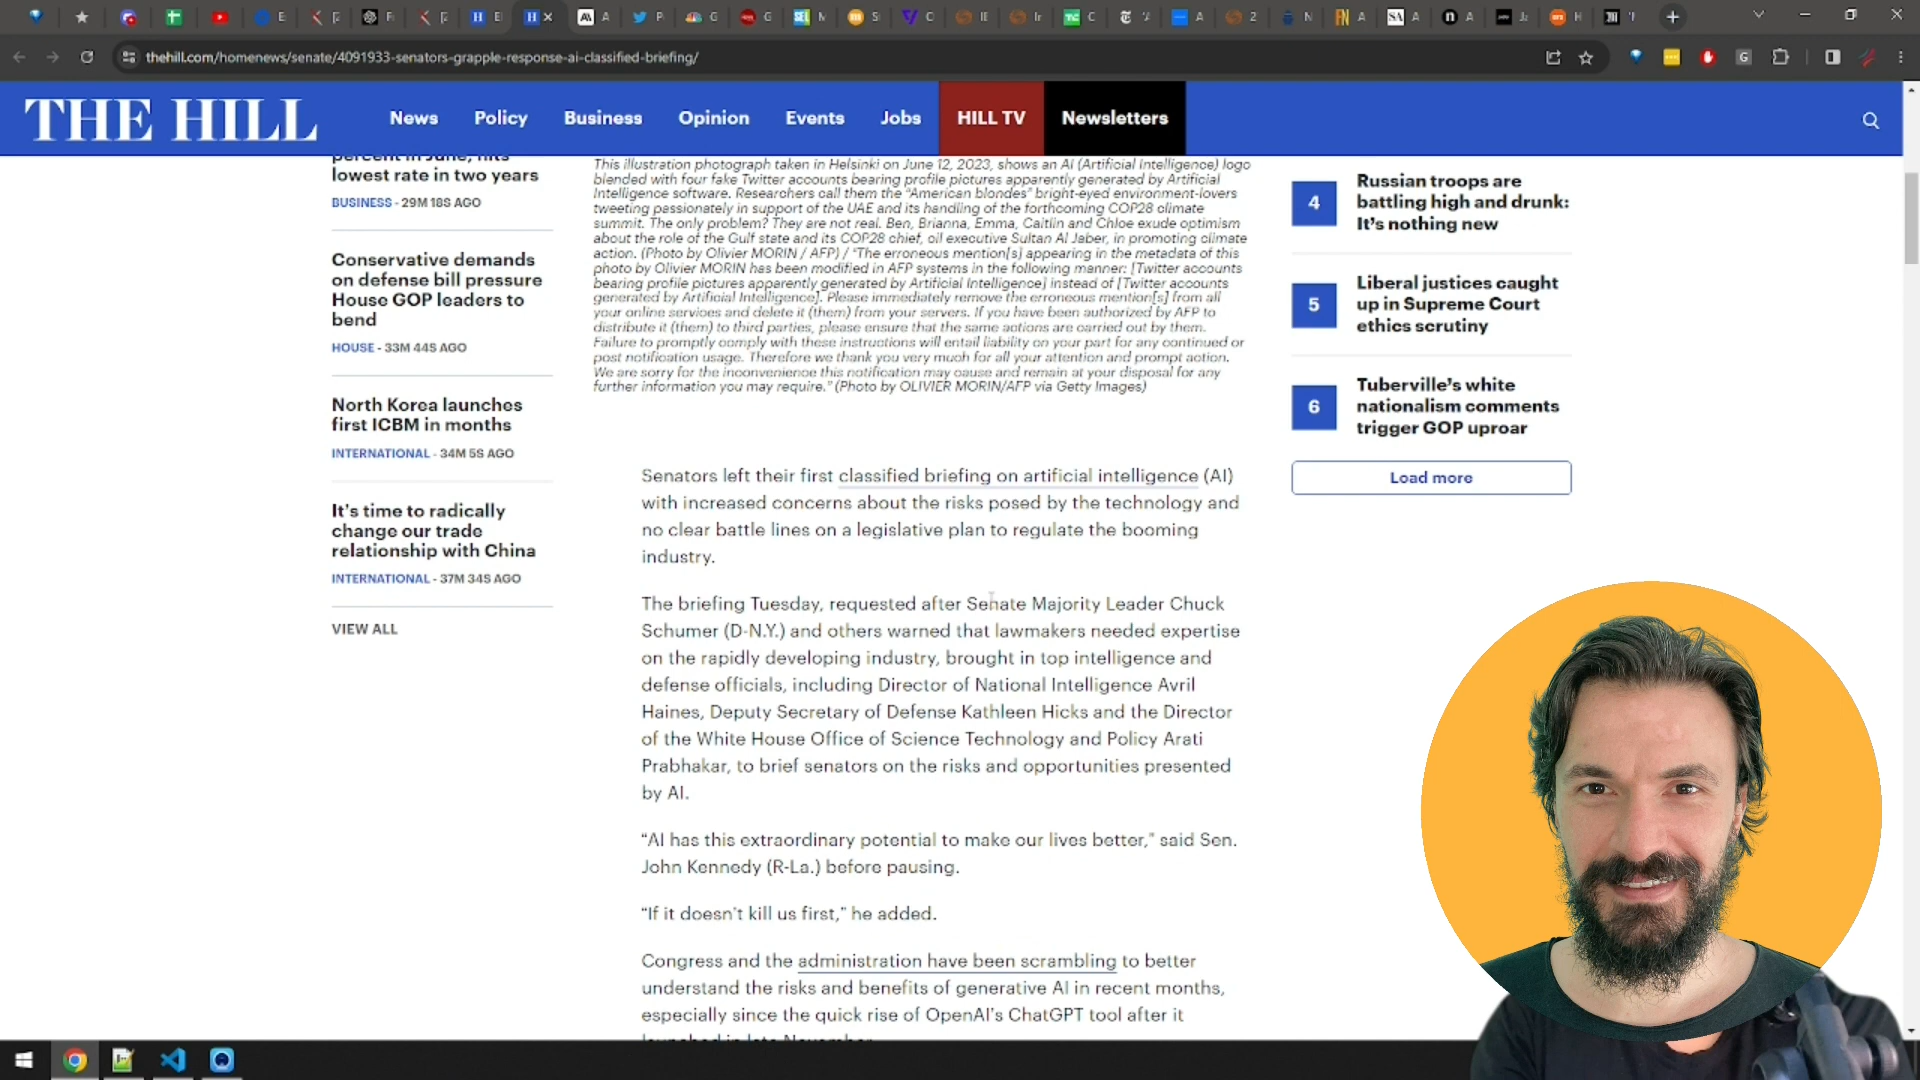 thehill.com/homenews/senate/4091933-senators-grapple-response-ai-classified-briefing/
THE HILL
News
Policy
Business
Opinion
Events
Jobs
HILL TV
Newsletters
percent in June, hits
lowest rate in two years
BUSINESS - 29M 18S AGO
Conservative demands
on defense bill pressure
House GOP leaders to
bend
HOUSE - 33M 44S AGO
North Korea launches
first ICBM in months
INTERNATIONAL - 34M 5S AGO
It's time to radically
change our trade
relationship with China
INTERNATIONAL - 37M 34S AGO
VIEW ALL
This illustration photograph taken in Helsinki on June 12, 2023, shows an AI (Artificial Intelligence) logo
blended with four fake Twitter accounts bearing profile pictures apparently generated by Artificial
Intelligence software. Researchers call them the "American blondes" bright-eyed environment-lovers
tweeting passionately in support of the UAE and its handling of the forthcoming COP28 climate
summit. The only problem? They are not real. Ben, Brianna, Emma, Caitlin and Chloe exude optimism
about the role of the Gulf state and its COP28 chief, oil executive Sultan Al Jaber, in promoting climate
action. (Photo by Olivier MORIN / AFP) / "The erroneous mention[s] appearing in the metadata of this
photo by Olivier MORIN has been modified in AFP systems in the following manner: [Twitter accounts
bearing profile pictures apparently generated by Artificial Intelligence] instead of [Twitter accounts
generated by Artificial Intelligence]. Please immediately remove the erroneous mention[s] from all
your online services and delete it (them) from your servers. If you have been authorized by AFP to
distribute it (them) to third parties, please ensure that the same actions are carried out by them.
Failure to promptly comply with these instructions will entail liability on your part for any continued or
post notification usage. Therefore we thank you very much for all your attention and prompt action.
We are sorry for the inconvenience this notification may cause and remain at your disposal for any
further information you may require." (Photo by OLIVIER MORIN/AFP via Getty Images)
Senators left their first classified briefing on artificial intelligence (AI)
with increased concerns about the risks posed by the technology and
no clear battle lines on a legislative plan to regulate the booming
industry.
The briefing Tuesday, requested after Senate Majority Leader Chuck
Schumer (D-N.Y.) and others warned that lawmakers needed expertise
on the rapidly developing industry, brought in top intelligence and
defense officials, including Director of National Intelligence Avril
Haines, Deputy Secretary of Defense Kathleen Hicks and the Director
of the White House Office of Science Technology and Policy Arati
Prabhakar, to brief senators on the risks and opportunities presented
by AI.
"AI has this extraordinary potential to make our lives better," said Sen.
John Kennedy (R-La.) before pausing.
"If it doesn't kill us first," he added.
Congress and the administration have been scrambling to better
understand the risks and benefits of generative AI in recent months,
especially since the quick rise of OpenAI's ChatGPT tool after it
4
Russian troops are
battling high and drunk:
It's nothing new
5
Liberal justices caught
up in Supreme Court
ethics scrutiny
6
Tuberville's white
nationalism comments
trigger GOP uproar
Load more